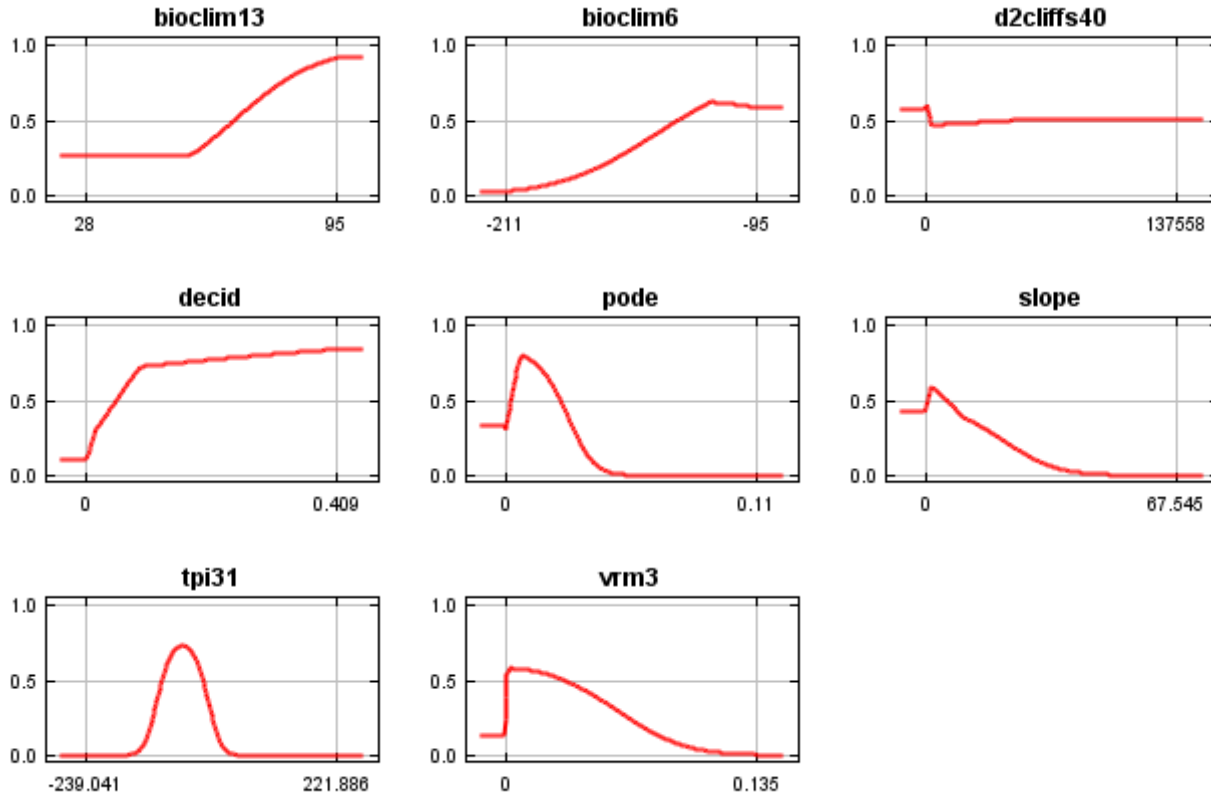 bioclim13 bioclim6 d2cliffs40
1.0 1.0 1.0
0.5 0.5 0.5
0.0 0.0 0.0
28 95 -211 -95 0 137558
decid pode slope
1.0 1.0 1.0
0.5 0.5 0.5
0.0 0.0 0.0
0 0.409 0 0.11 0 67.545
tpi31 vrm3
1.0 1.0
0.5 0.5
0.0 0.0
-239.041 221.886 0 0.135